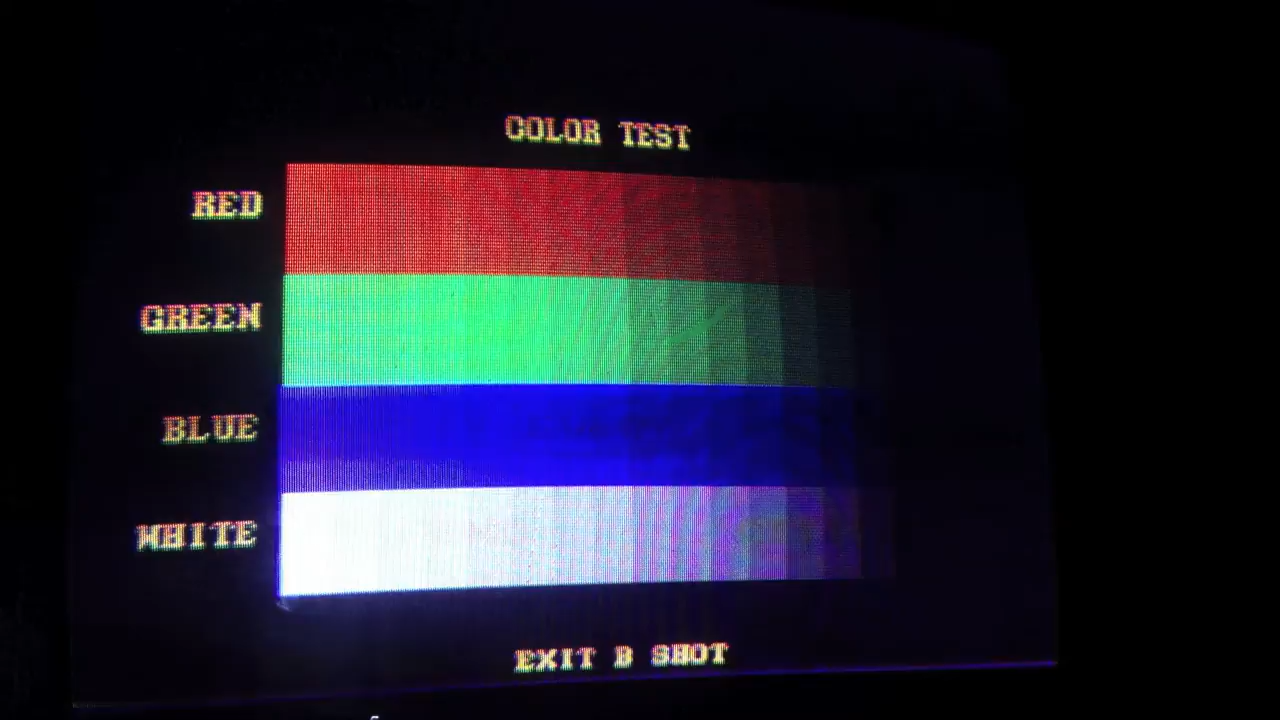 COLOR TEST
RED
GREEN
BLUE
WHITE
EXIT B SHOT